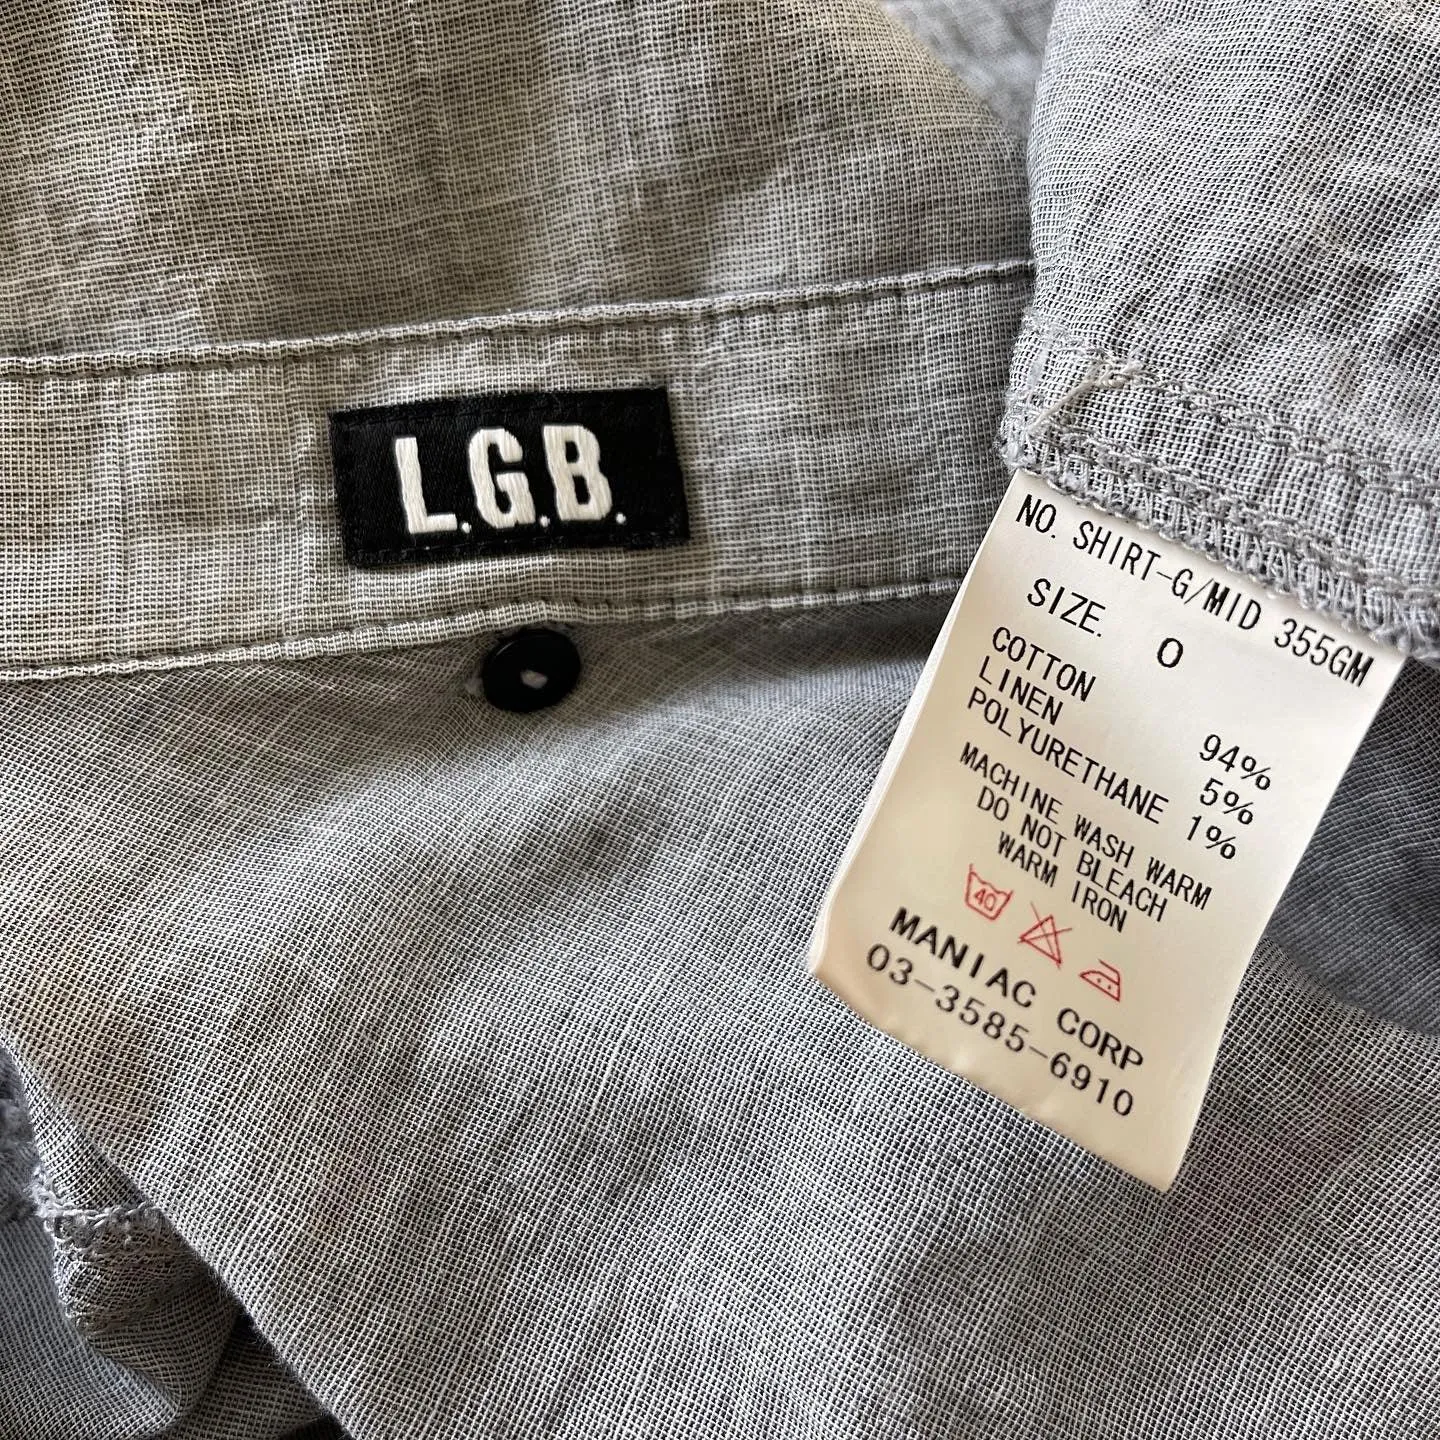 L.G.B.
NO. SHIRT-G/MID 355GM
SIZE. 0
COTTON 94%
LINEN 5%
POLYURETHANE 1%
MACHINE WASH WARM
DO NOT BLEACH
WARM IRON
40
MANIAC CORP
03-3585-6910